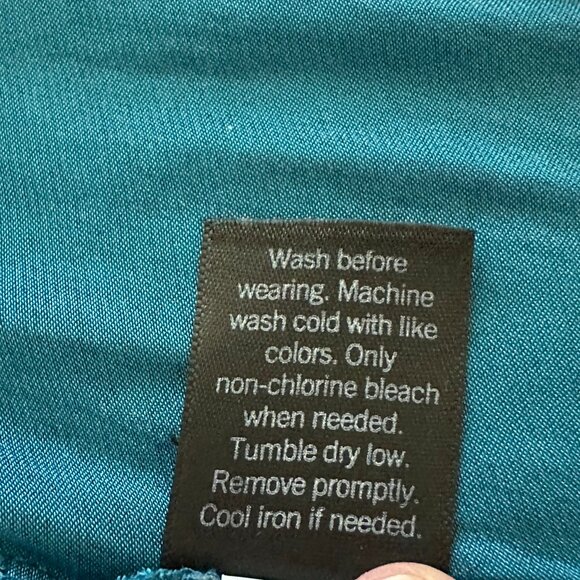 Wash before
wearing. Machine
wash cold with like
colors. Only
non-chlorine bleach
when needed.
Tumble dry low.
Remove promptly.
Cool iron if needed.